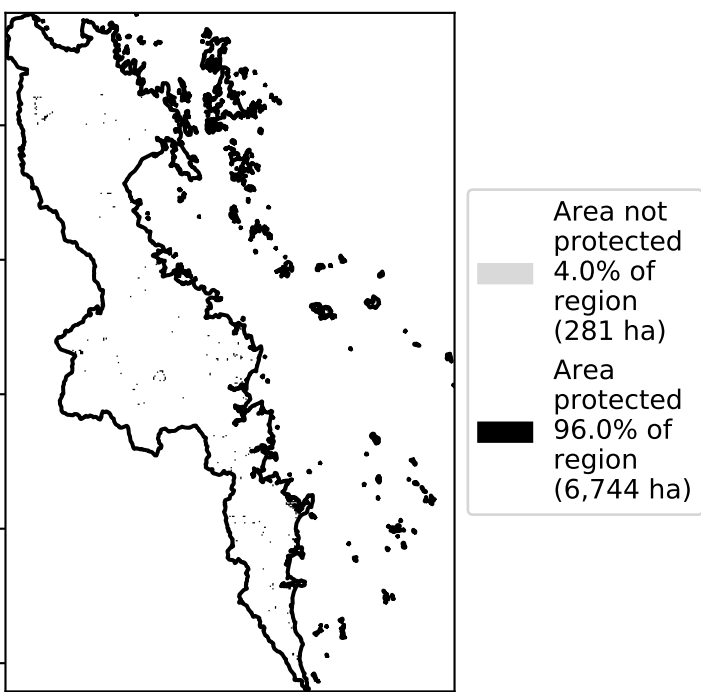 Area not
protected
4.0% of
region
(281 ha)
Area
protected
96.0% of
region
(6,744 ha)